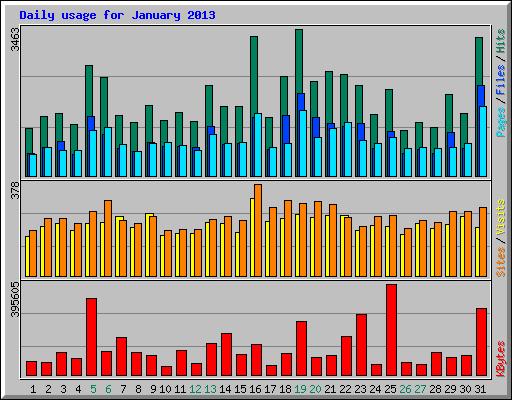 Daily usage for January 2013
3463
Pages / Files / Hits
378
Sites / Visits
395605
KBytes
1 2 3 4 5 6 7 8 9 10 11 12 13 14 15 16 17 18 19 20 21 22 23 24 25 26 27 28 29 30 31